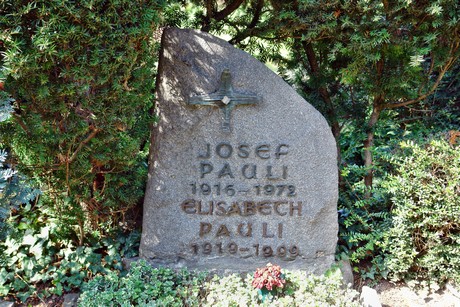 JOSEF
PAULI
1916-1972
ELISABETH
PAULI
1919-1999